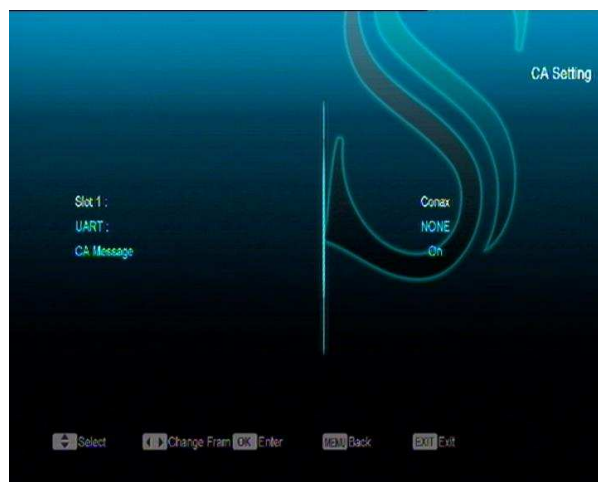 CA Setting
Slot 1 : Conax
UART : NONE
CA Message On
Select Change Fram OK Enter MENU Back EXIT Exit